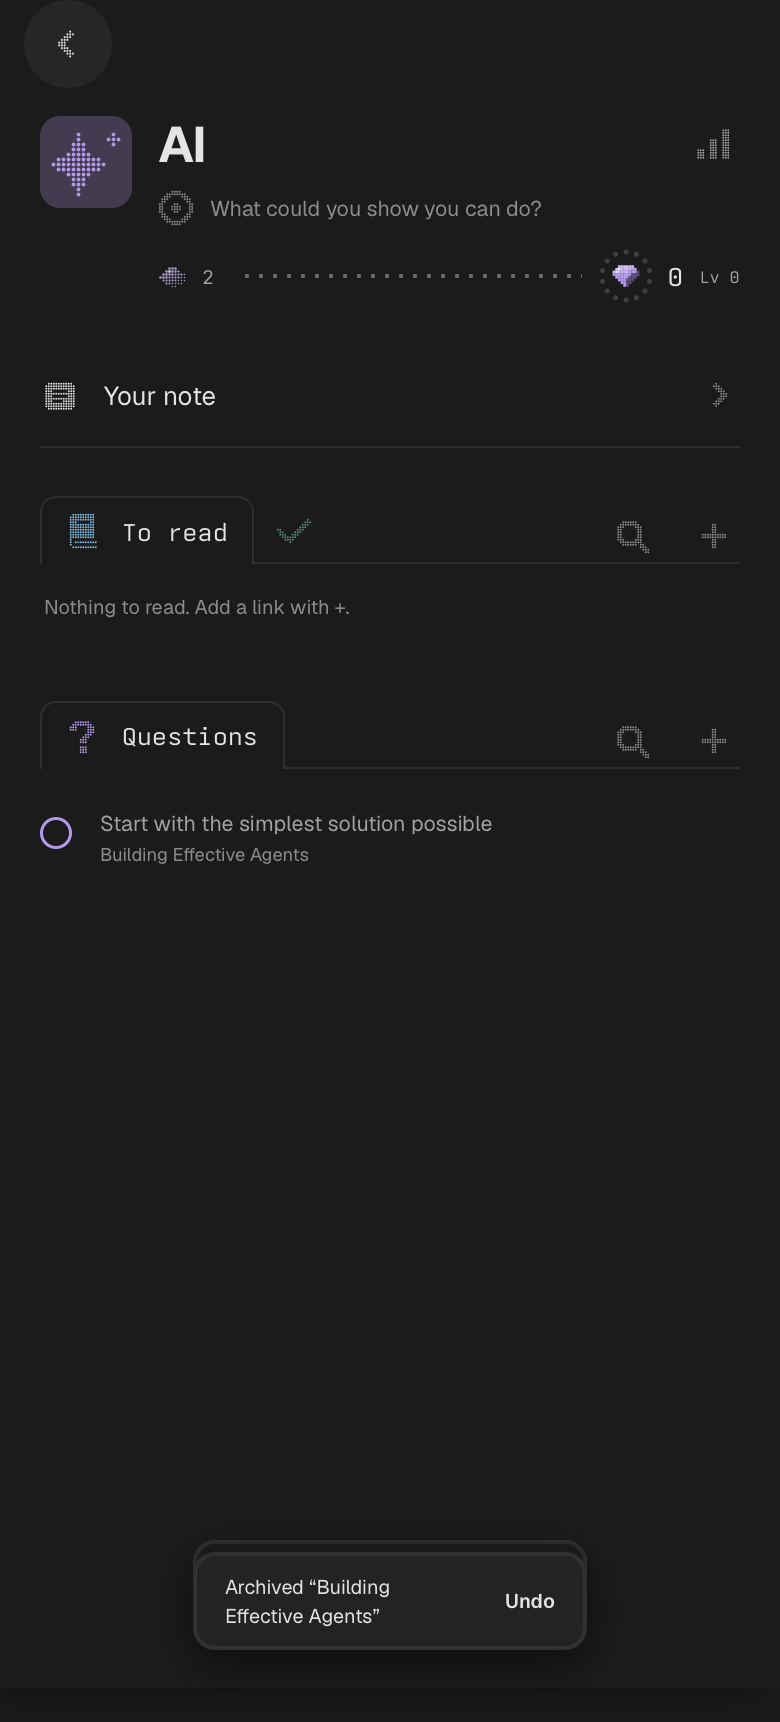 AI
What could you show you can do?
2
0 Lv 0
Your note
To read
Nothing to read. Add a link with +.
Questions
Start with the simplest solution possible
Building Effective Agents
Archived “Building
Effective Agents”
Undo